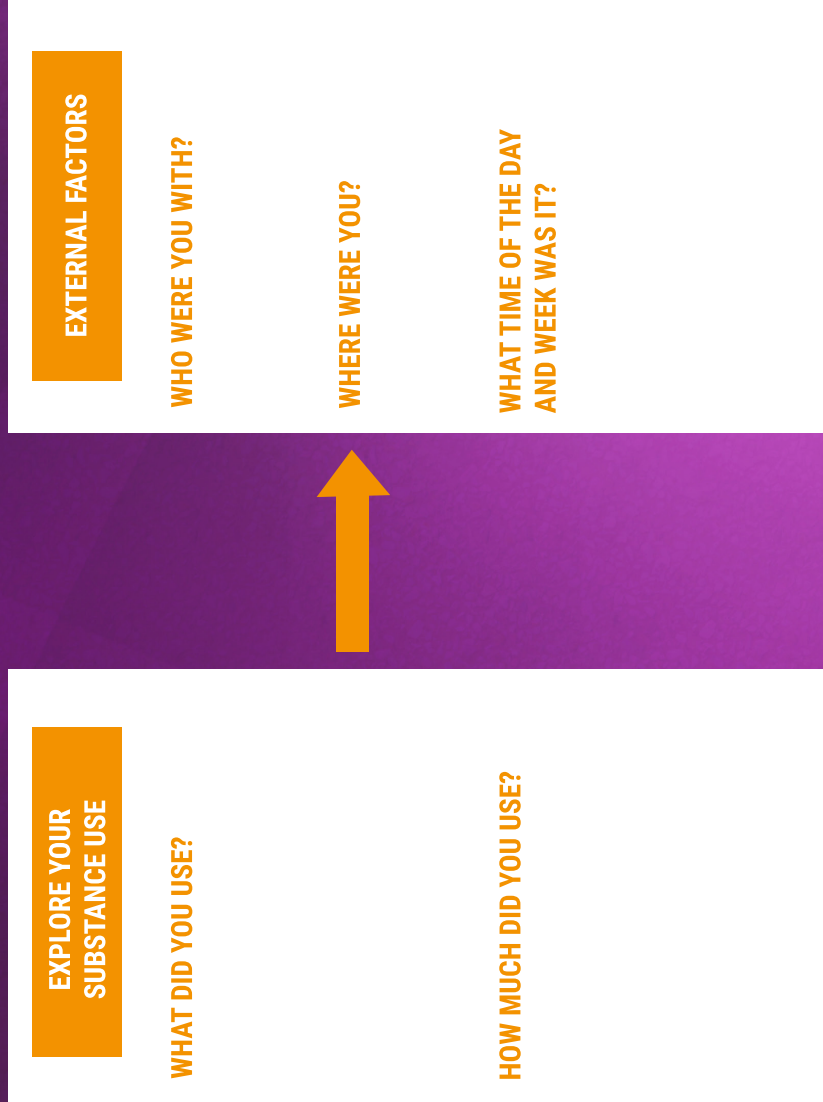 EXPLORE YOUR
SUBSTANCE USE
WHAT DID YOU USE?
HOW MUCH DID YOU USE?
EXTERNAL FACTORS
WHO WERE YOU WITH?
WHERE WERE YOU?
WHAT TIME OF THE DAY
AND WEEK WAS IT?